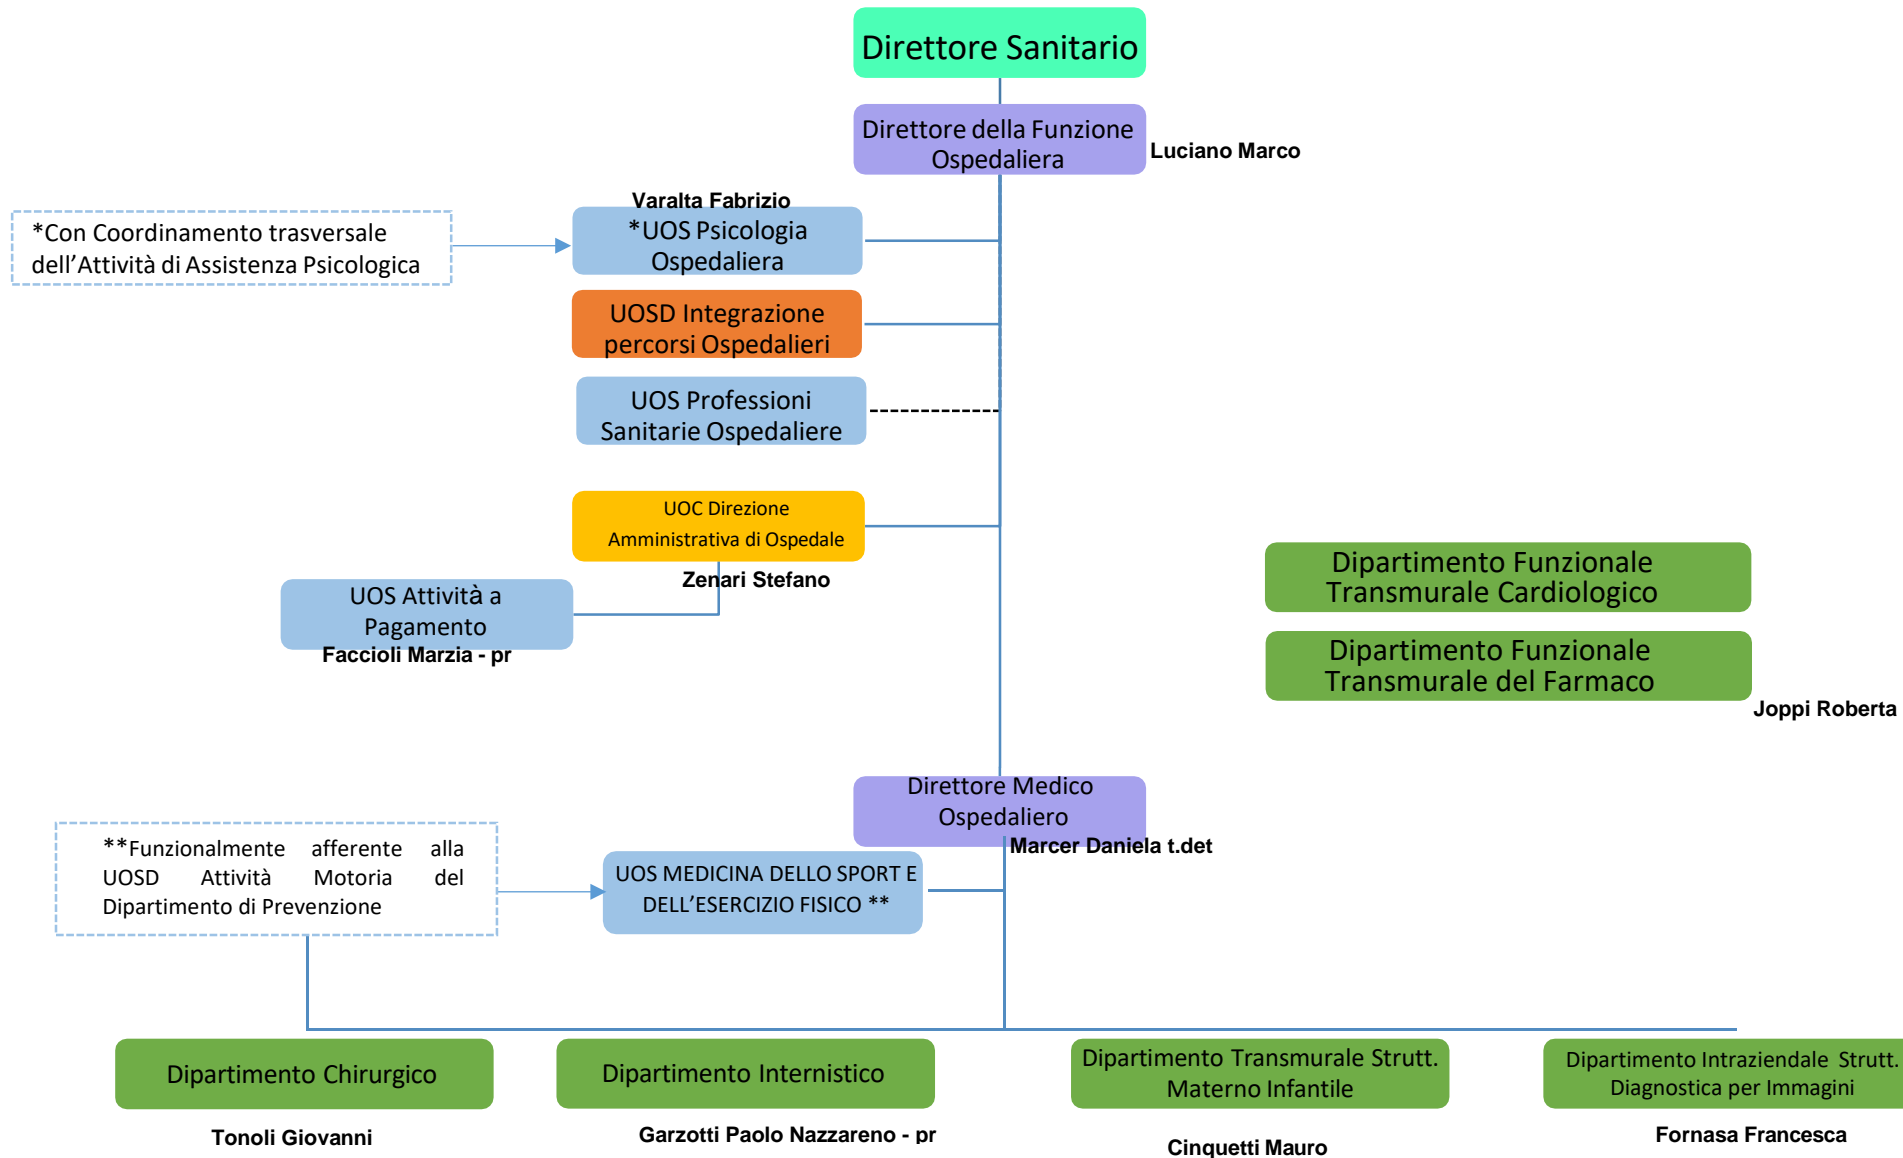 Direttore Sanitario
Direttore della Funzione
Ospedaliera
Luciano Marco
Varalta Fabrizio
*Con Coordinamento trasversale
dell’Attività di Assistenza Psicologica
*UOS Psicologia
Ospedaliera
UOSD Integrazione
percorsi Ospedalieri
UOS Professioni
Sanitarie Ospedaliere
UOC Direzione
Amministrativa di Ospedale
Zenari Stefano
UOS Attività a
Pagamento
Faccioli Marzia - pr
Dipartimento Funzionale
Transmurale Cardiologico
Dipartimento Funzionale
Transmurale del Farmaco
Joppi Roberta
Direttore Medico
Ospedaliero
Marcer Daniela t.det
**Funzionalmente afferente alla
UOSD Attività Motoria del
Dipartimento di Prevenzione
UOS MEDICINA DELLO SPORT E
DELL’ESERCIZIO FISICO **
Dipartimento Chirurgico
Tonoli Giovanni
Dipartimento Internistico
Garzotti Paolo Nazzareno - pr
Dipartimento Transmurale Strutt.
Materno Infantile
Cinquetti Mauro
Dipartimento Intraziendale Strutt.
Diagnostica per Immagini
Fornasa Francesca